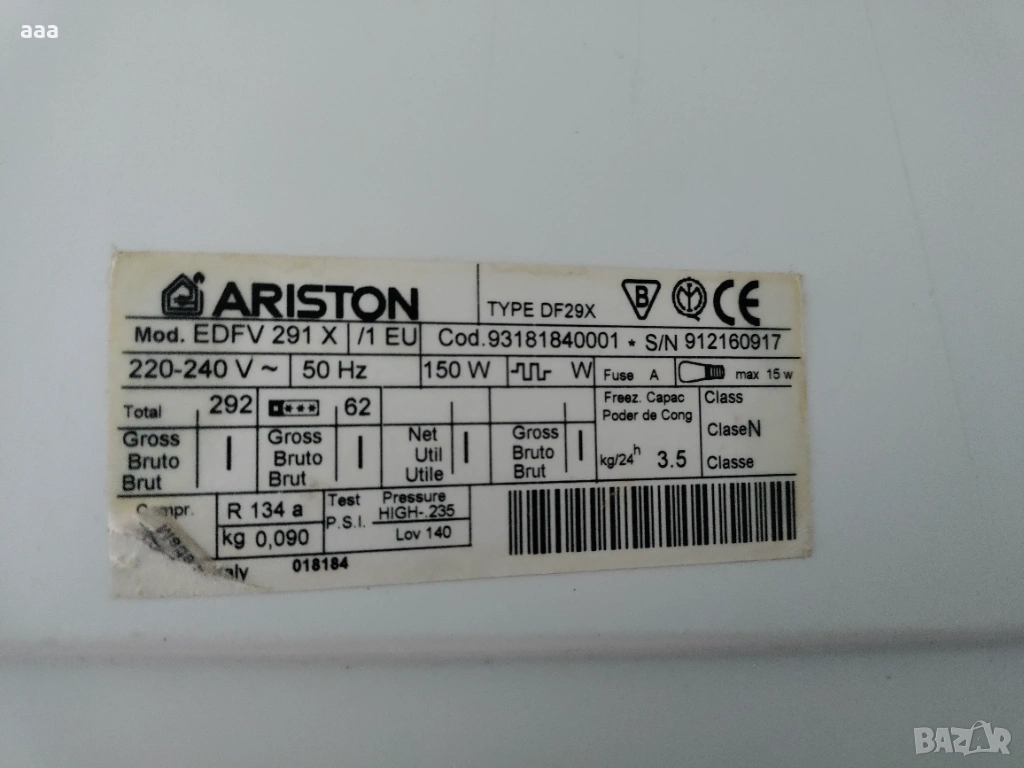 aaa
ARISTON
TYPE DF29X
B
CE
Mod. EDFV 291 X /1 EU Cod.93181840001 * S/N 912160917
220-240 V ~ 50 Hz 150 W W Fuse A max 15 w
Total 292 **** 62
Freez. Capac
Poder de Cong
kg/24h 3.5
Class
Clase N
Classe
Gross
Bruto
Brut
l
Gross
Bruto
Brut
l
Net
Util
Utile
l
Gross
Bruto
Brut
l
Compr.
R 134 a
kg 0,090
Test
P.S.I.
Pressure
HIGH-.235
Lov 140
018184
BAZAR